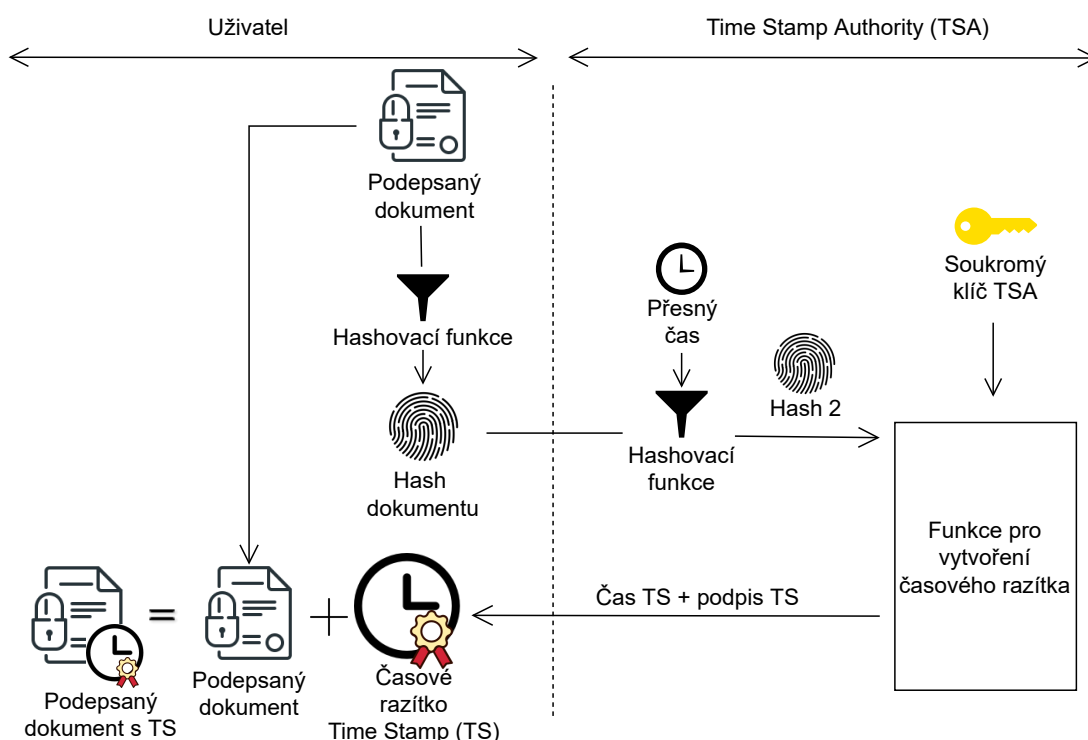 Uživatel
Time Stamp Authority (TSA)
Podepsaný
dokument
Hashovací funkce
Hash
dokumentu
Přesný
čas
Hashovací
funkce
Hash 2
Soukromý
klíč TSA
Funkce pro
vytvoření
časového razítka
Čas TS + podpis TS
Časové
razítko
Time Stamp (TS)
+
Podepsaný
dokument
=
Podepsaný
dokument s TS